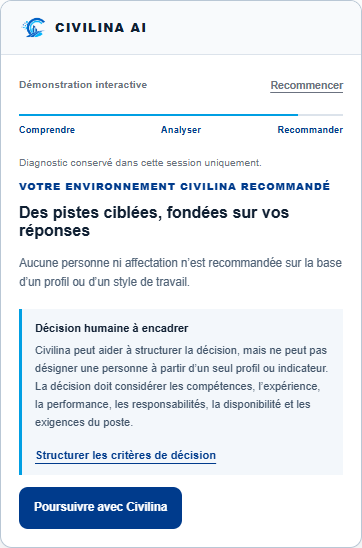 CIVILINA AI
Démonstration interactive
Recommencer
Comprendre
Analyser
Recommander
Diagnostic conservé dans cette session uniquement.
VOTRE ENVIRONNEMENT CIVILINA RECOMMANDÉ
Des pistes ciblées, fondées sur vos
réponses
Aucune personne ni affectation n’est recommandée sur la base
d’un profil ou d’un style de travail.
Décision humaine à encadrer
Civilina peut aider à structurer la décision, mais ne peut pas
désigner une personne à partir d’un seul profil ou indicateur.
La décision doit considérer les compétences, l’expérience,
la performance, les responsabilités, la disponibilité et les
exigences du poste.
Structurer les critères de décision
Poursuivre avec Civilina